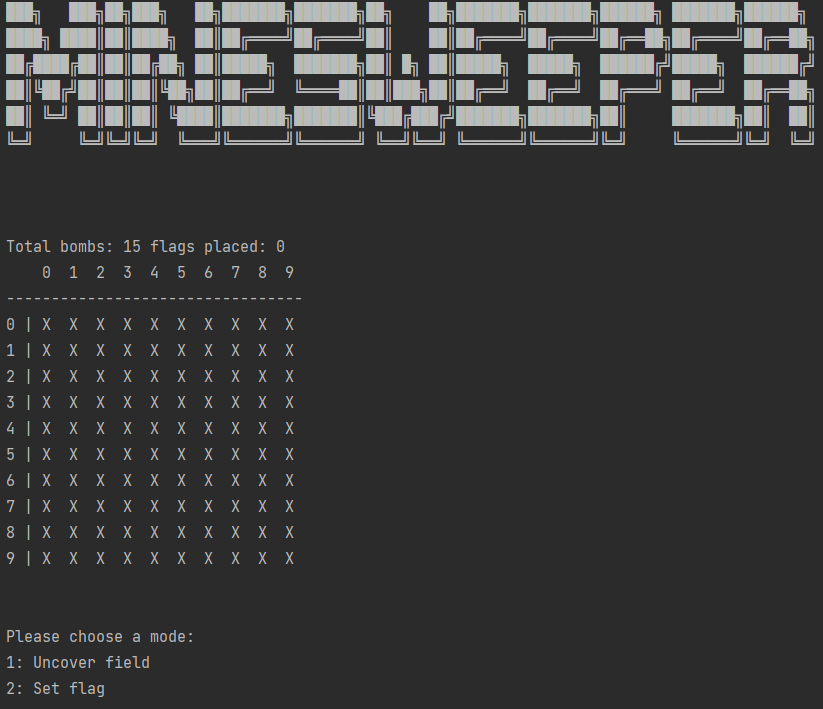 MINESWEEPER
Total bombs: 15 flags placed: 0
0 1 2 3 4 5 6 7 8 9
---------------------------------
0 | X X X X X X X X X X
1 | X X X X X X X X X X
2 | X X X X X X X X X X
3 | X X X X X X X X X X
4 | X X X X X X X X X X
5 | X X X X X X X X X X
6 | X X X X X X X X X X
7 | X X X X X X X X X X
8 | X X X X X X X X X X
9 | X X X X X X X X X X
Please choose a mode:
1: Uncover field
2: Set flag